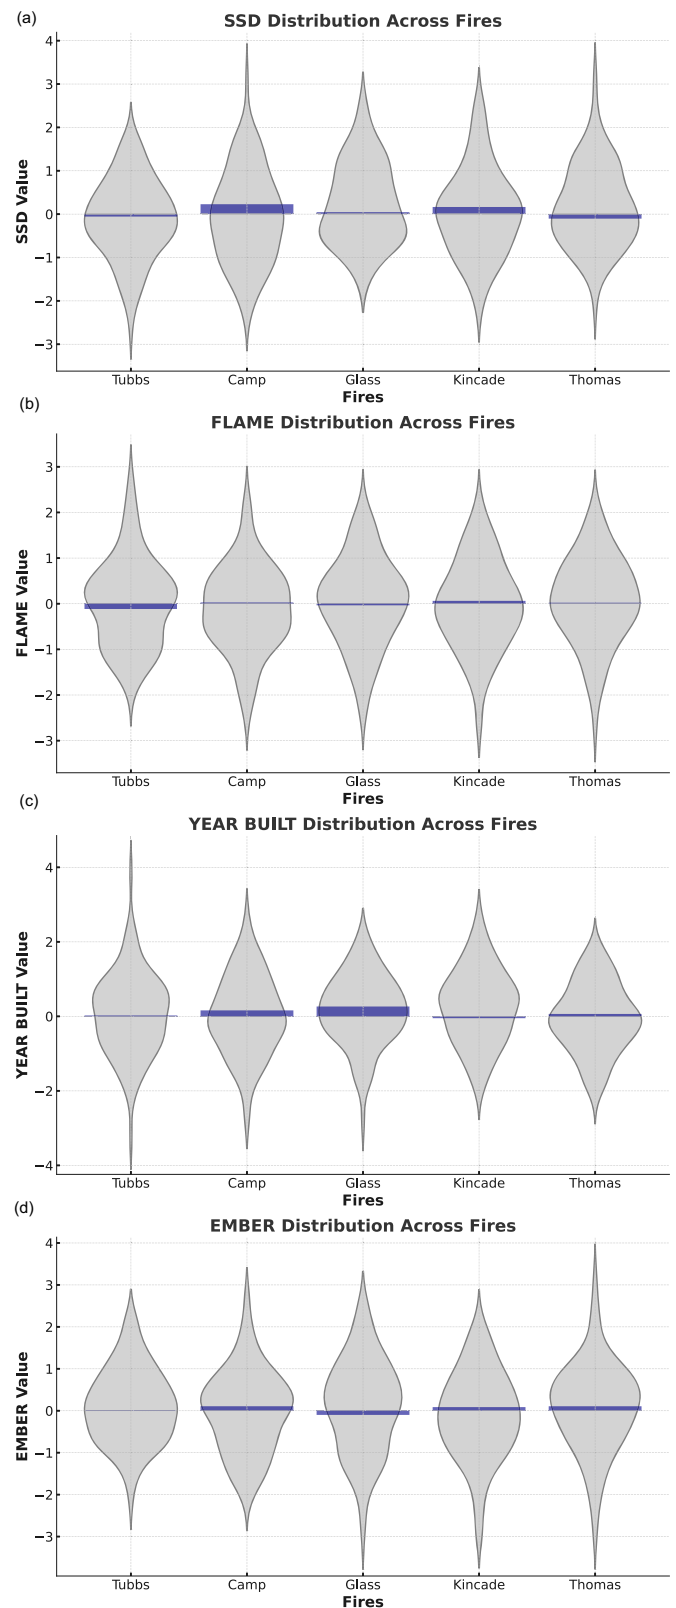 (a)
SSD Distribution Across Fires
4
3
2
1
0
−1
−2
−3
SSD Value
Tubbs Camp Glass Kincade Thomas
Fires
(b)
FLAME Distribution Across Fires
3
2
1
0
−1
−2
−3
FLAME Value
Tubbs Camp Glass Kincade Thomas
Fires
(c)
YEAR BUILT Distribution Across Fires
4
2
0
−2
−4
YEAR BUILT Value
Tubbs Camp Glass Kincade Thomas
Fires
(d)
EMBER Distribution Across Fires
4
3
2
1
0
−1
−2
−3
EMBER Value
Tubbs Camp Glass Kincade Thomas
Fires